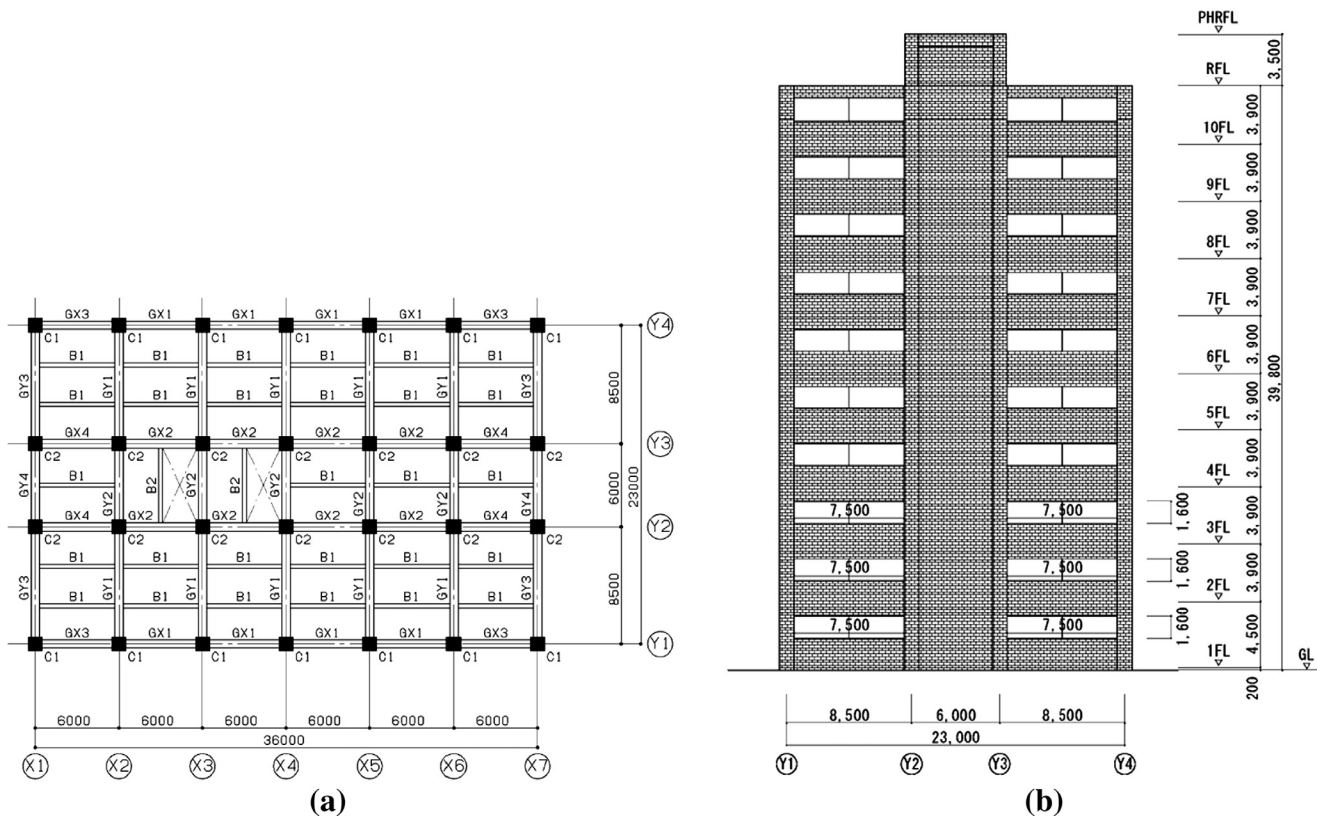 GX3 GX1 GX1 GX1 GX1 GX3
Y4
C1 C1 C1 C1 C1 C1 C1
B1 B1 B1 B1 B1 B1
GY3 GY1 GY1 GY1 GY1 GY1 GY3
B1 B1 B1 B1 B1 B1
8500
GX4 GX2 GX2 GX2 GX2 GX4
Y3
C2 C2 C2 C2 C2 C2 C2
GY4 B1 GY2 B2 GY2 B2 GY2 B1 GY2 B1 GY2 B1 GY4
6000
23000
GX4 GX2 GX2 GX2 GX2 GX4
Y2
C2 C2 C2 C2 C2 C2 C2
B1 B1 B1 B1 B1 B1
GY3 GY1 GY1 GY1 GY1 GY1 GY3
B1 B1 B1 B1 B1 B1
8500
GX3 GX1 GX1 GX1 GX1 GX3
Y1
C1 C1 C1 C1 C1 C1 C1
6000 6000 6000 6000 6000 6000
36000
X1 X2 X3 X4 X5 X6 X7
(a)
PHRFL
3,500
RFL
3,900
10FL
3,900
9FL
3,900
8FL
3,900
7FL
3,900
6FL
3,900
5FL
3,900
4FL
3,900
39,800
7,500 7,500
1,600
3FL
3,900
7,500 7,500
1,600
2FL
7,500 7,500
1,600
4,500
1FL
GL
200
8,500 6,000 8,500
23,000
Y1 Y2 Y3 Y4
(b)